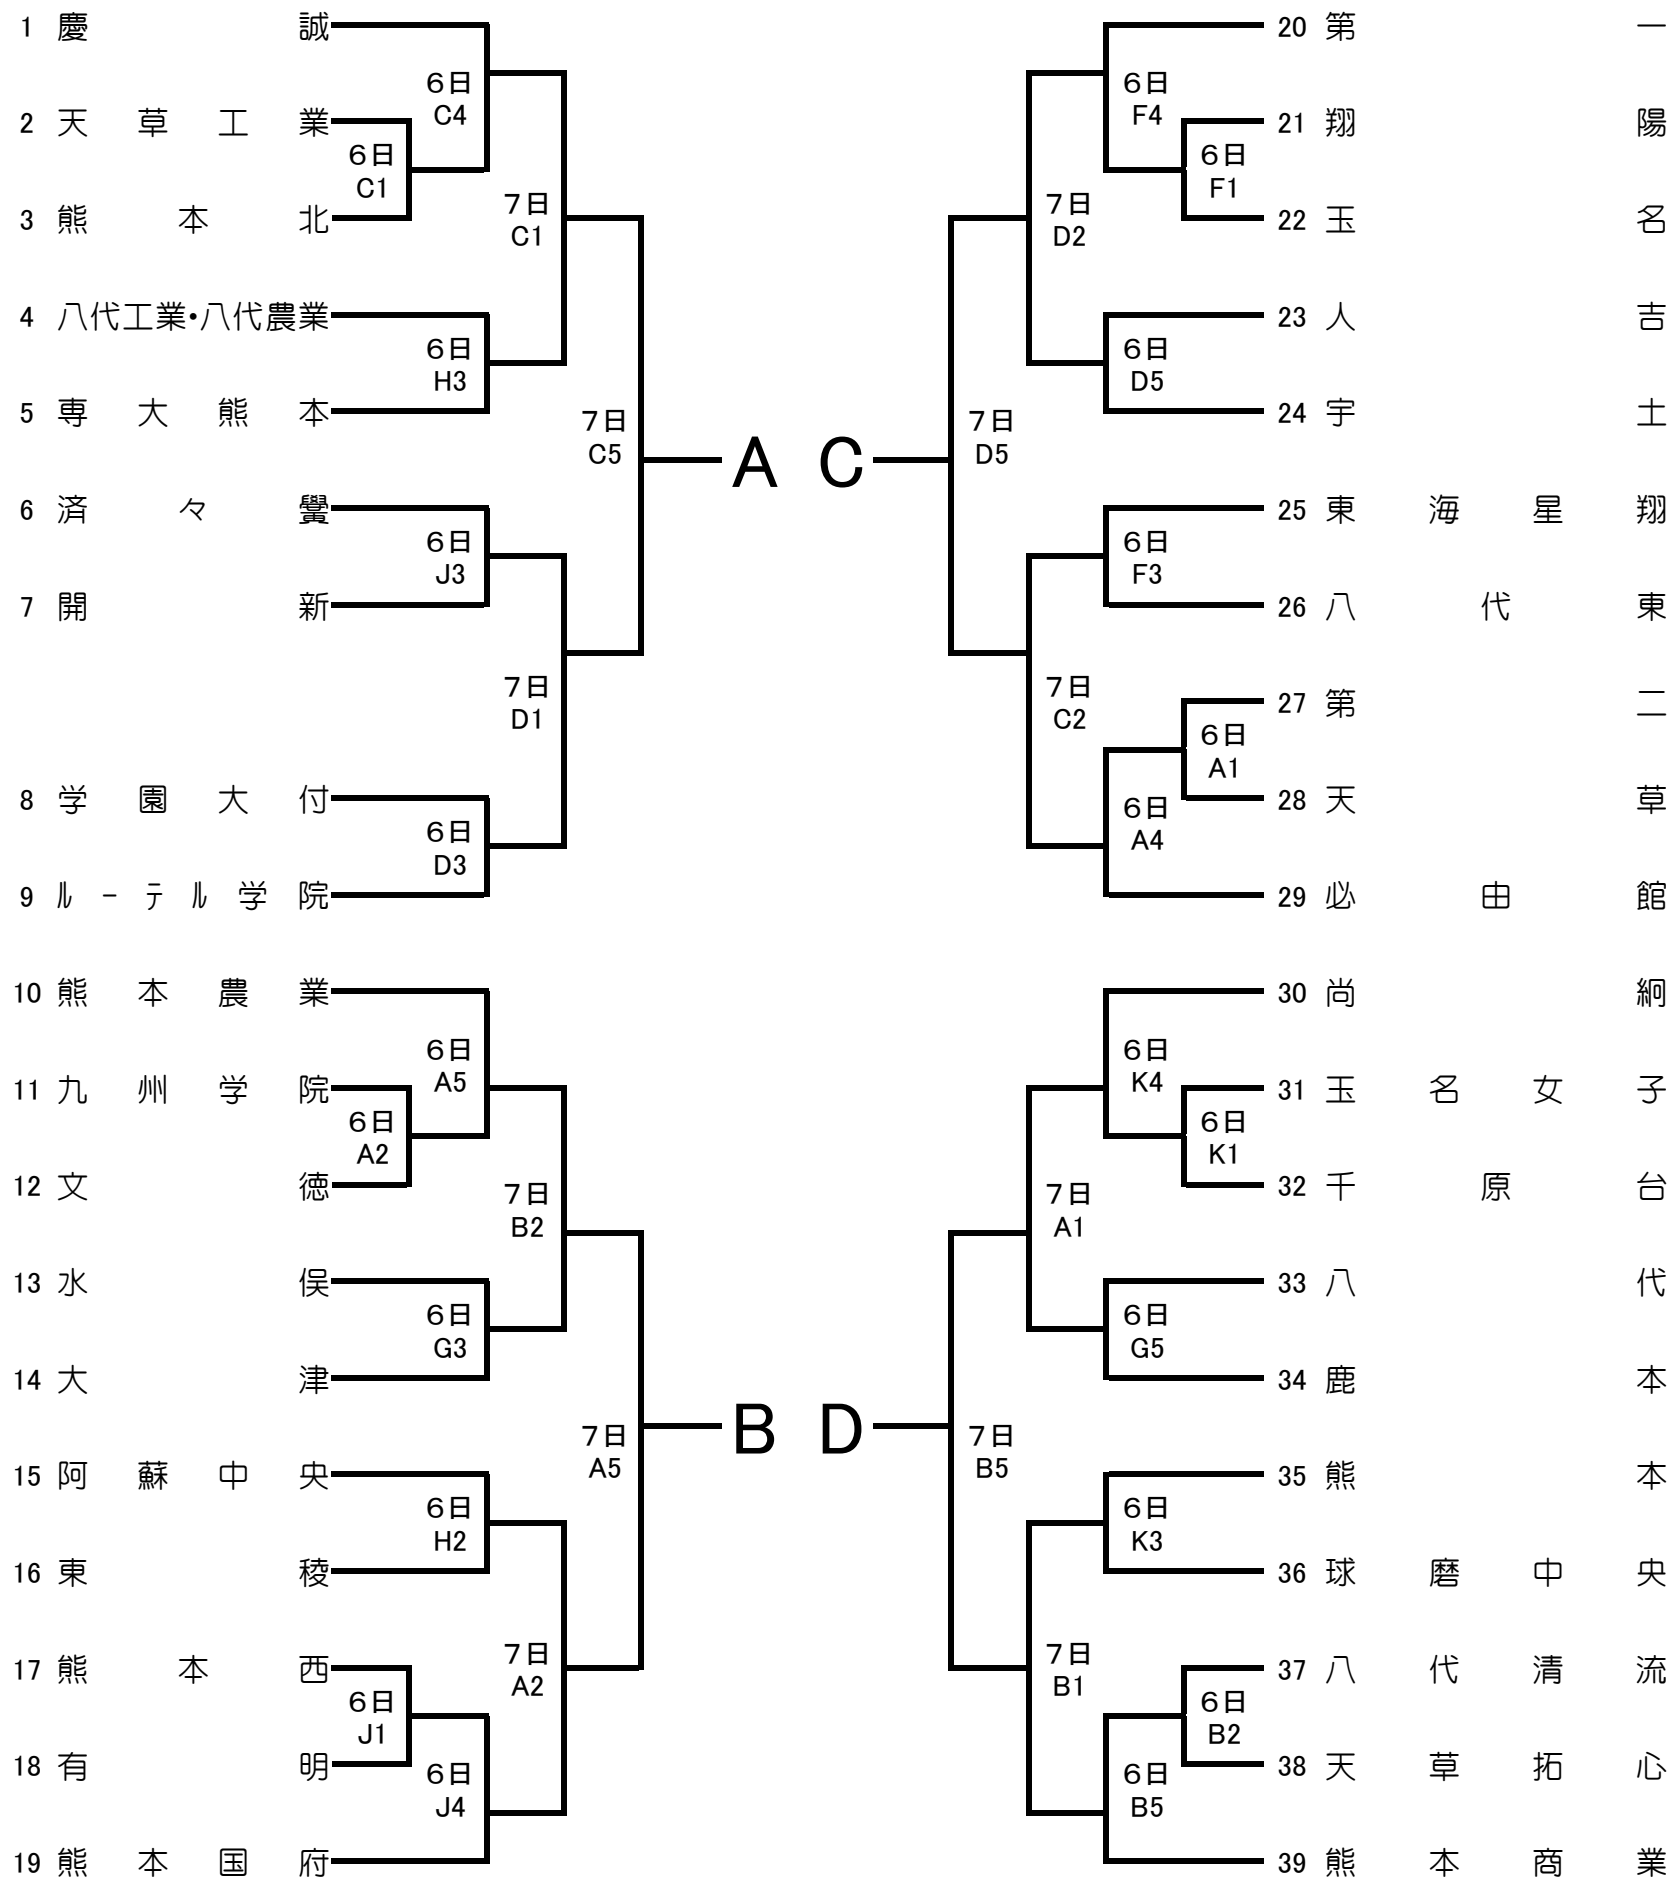 1 慶誠
2 天草工業
3 熊本北
4 八代工業・八代農業
5 専大熊本
6 済々黌
7 開新
8 学園大付
9 ﾙｰﾃﾙ学院
6日
C4
6日
C1
7日
C1
6日
H3
7日
C5
6日
J3
7日
D1
6日
D3
A
10 熊本農業
11 九州学院
12 文徳
13 水俣
14 大津
15 阿蘇中央
16 東稜
17 熊本西
18 有明
19 熊本国府
6日
A5
6日
A2
7日
B2
6日
G3
7日
A5
6日
H2
7日
A2
6日
J1
6日
J4
B
20 第一
21 翔陽
22 玉名
23 人吉
24 宇土
25 東海星翔
26 八代東
27 第二
28 天草
29 必由館
6日
F4
6日
F1
7日
D2
6日
D5
7日
D5
6日
F3
7日
C2
6日
A1
6日
A4
C
30 尚絅
31 玉名女子
32 千原台
33 八代
34 鹿本
35 熊本
36 球磨中央
37 八代清流
38 天草拓心
39 熊本商業
6日
K4
6日
K1
7日
A1
6日
G5
7日
B5
6日
K3
7日
B1
6日
B2
6日
B5
D